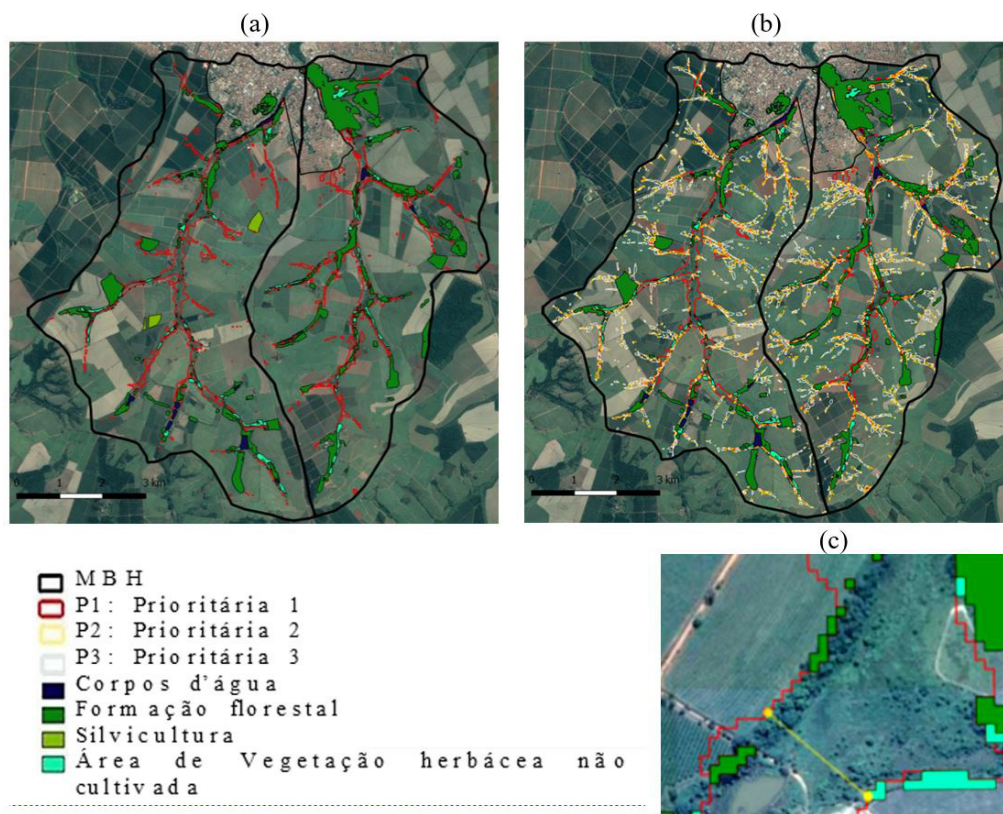 (a)
(b)
0 1 2 3 km
0 1 2 3 km
(c)
MBH
P1: Prioritária 1
P2: Prioritária 2
P3: Prioritária 3
Corpos d'água
Formação florestal
Silvicultura
Área de Vegetação herbácea não
cultivada